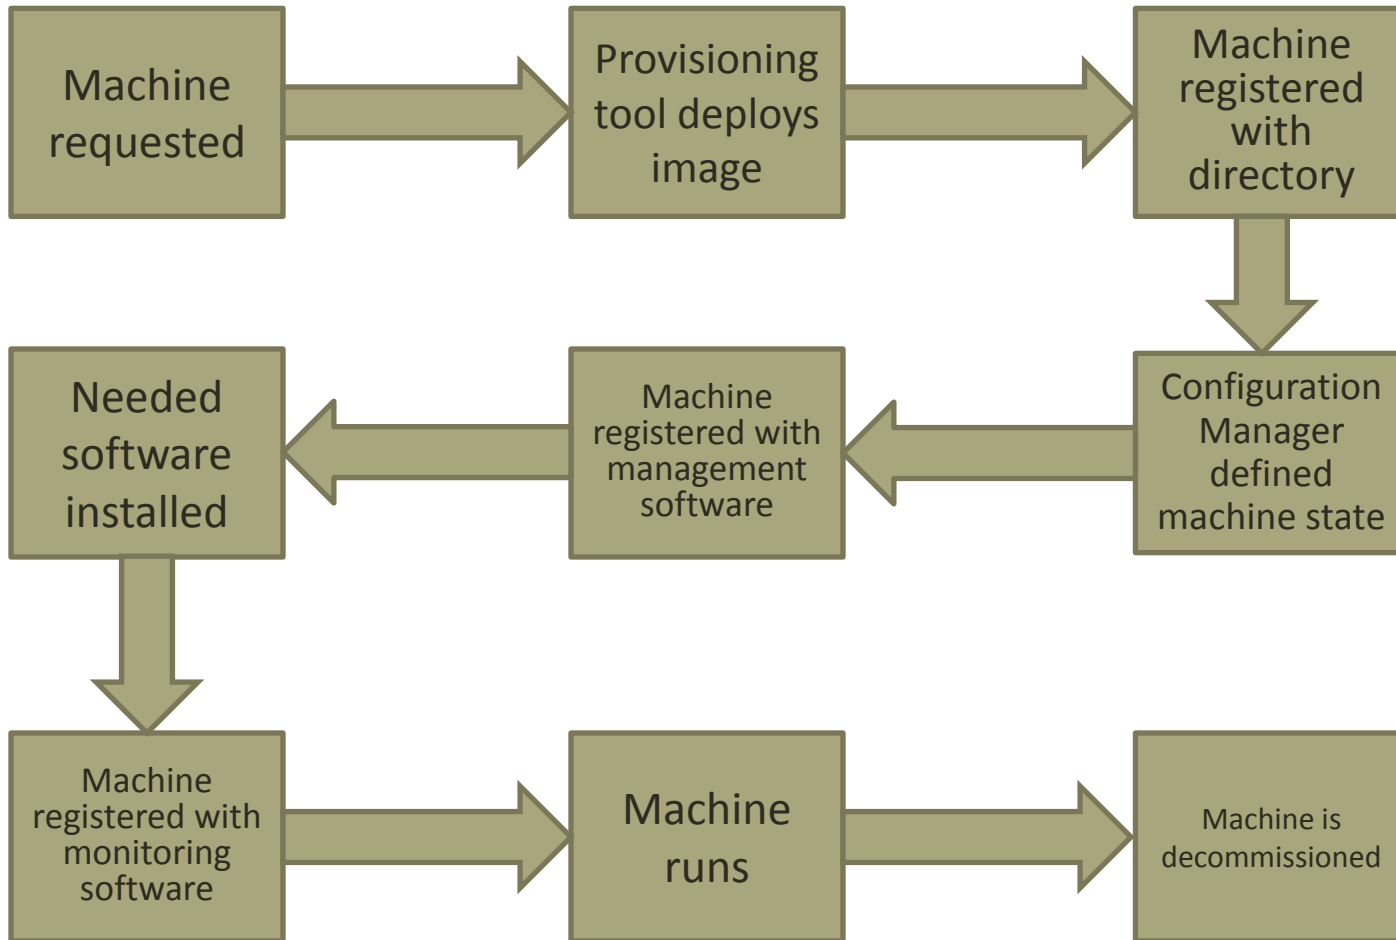 Machine
requested
Provisioning
tool deploys
image
Machine
registered
with
directory
Needed
software
installed
Machine
registered with
management
software
Configuration
Manager
defined
machine state
Machine
registered with
monitoring
software
Machine
runs
Machine is
decommissioned